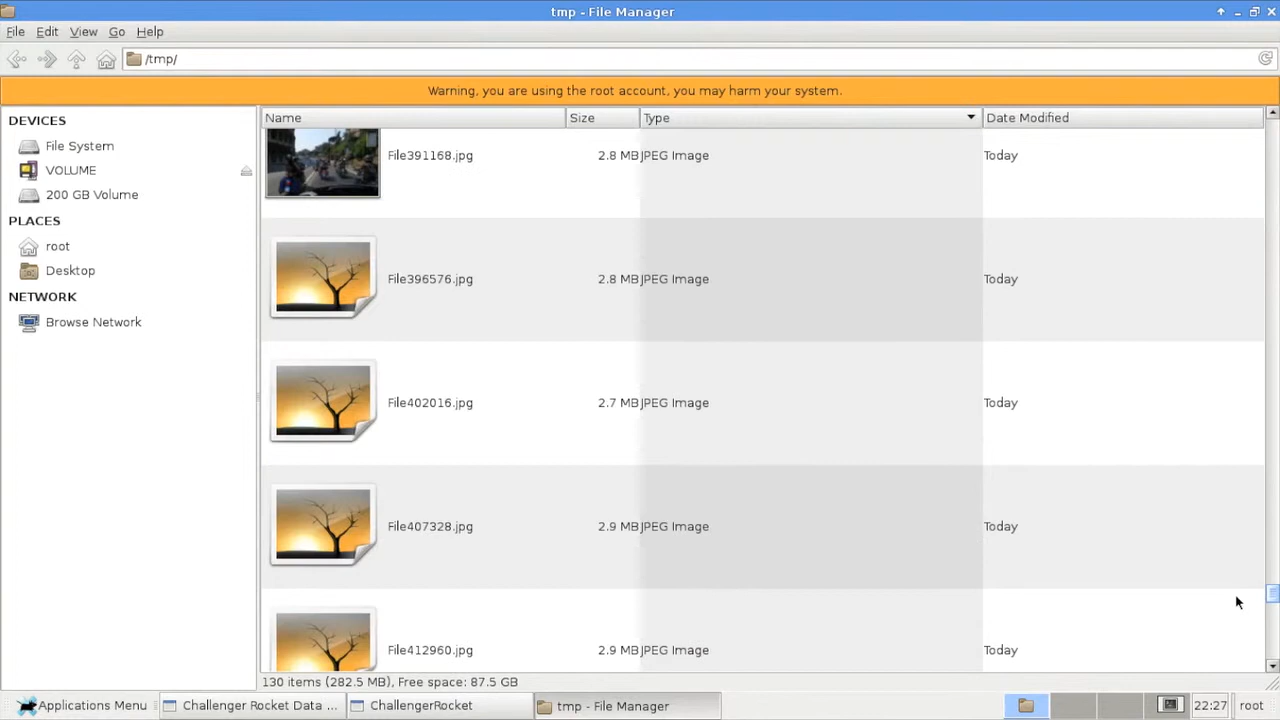 tmp - File Manager
File Edit View Go Help
/tmp/
Warning, you are using the root account, you may harm your system.
DEVICES
File System
VOLUME
200 GB Volume
PLACES
root
Desktop
NETWORK
Browse Network
Name Size Type Date Modified
File391168.jpg 2.8 MB JPEG Image Today
File396576.jpg 2.8 MB JPEG Image Today
File402016.jpg 2.7 MB JPEG Image Today
File407328.jpg 2.9 MB JPEG Image Today
File412960.jpg 2.9 MB JPEG Image Today
130 items (282.5 MB), Free space: 87.5 GB
Applications Menu Challenger Rocket Data ... ChallengerRocket tmp - File Manager 22:27 root